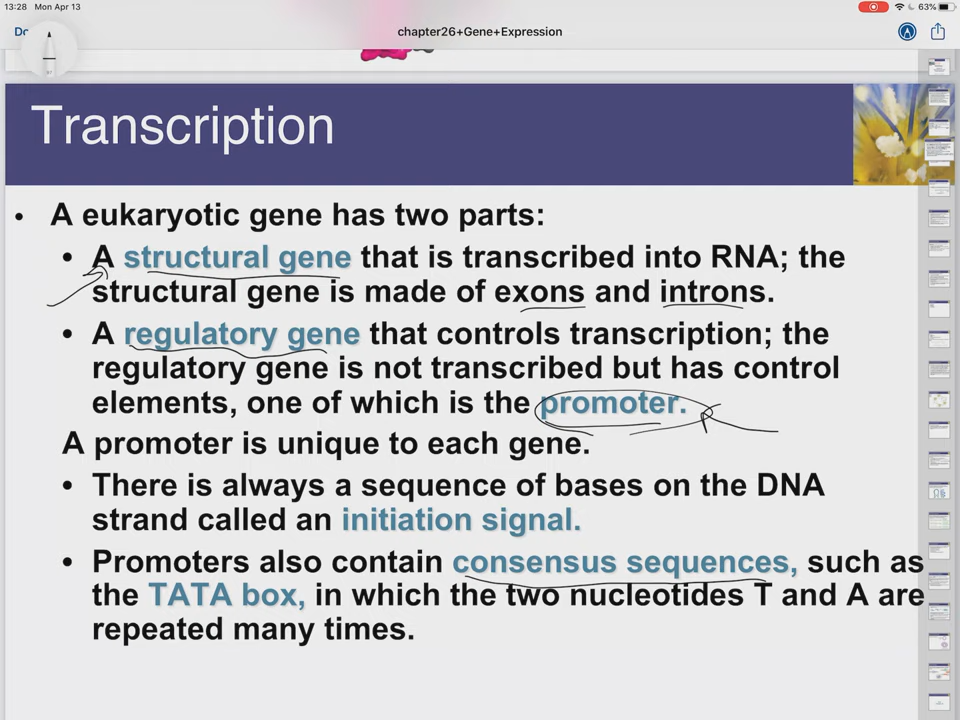 13:28 Mon Apr 13
63%
chapter26+Gene+Expression
Transcription
• A eukaryotic gene has two parts:
• A structural gene that is transcribed into RNA; the
structural gene is made of exons and introns.
• A regulatory gene that controls transcription; the
regulatory gene is not transcribed but has control
elements, one of which is the promoter.
A promoter is unique to each gene.
• There is always a sequence of bases on the DNA
strand called an initiation signal.
• Promoters also contain consensus sequences, such as
the TATA box, in which the two nucleotides T and A are
repeated many times.